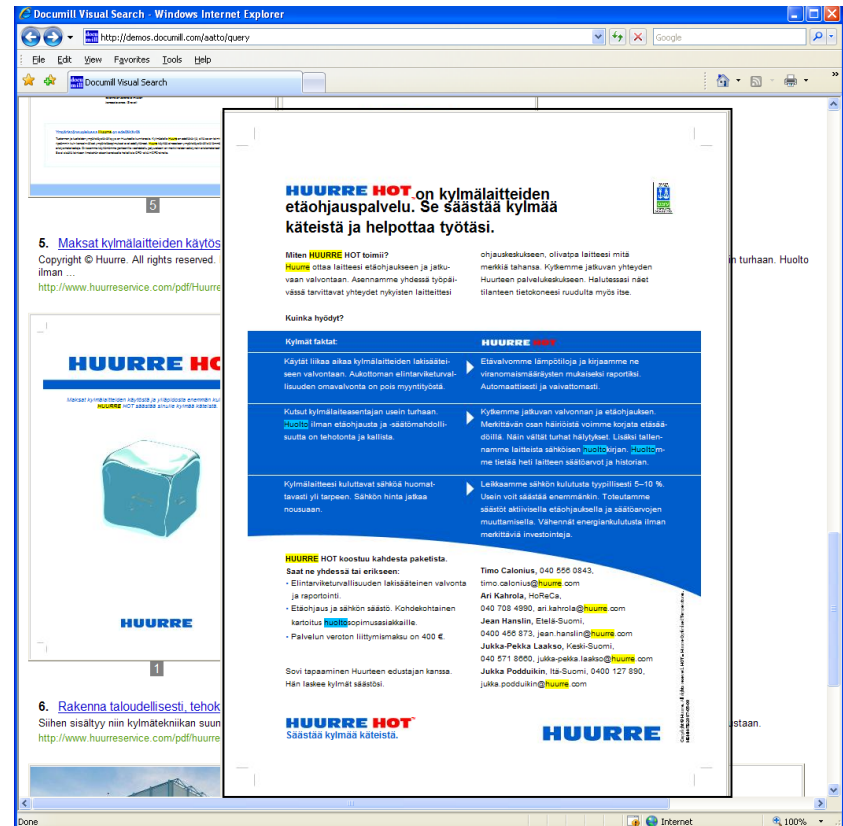 Documill Visual Search - Windows Internet Explorer
http://demos.documill.com/aatto/query
Google
File Edit View Favorites Tools Help
Documill Visual Search
5
5. Maksat kylmälaitteiden käytös
Copyright © Huurre. All rights reserved.
n turhaan. Huolto
ilman ...
http://www.huurreservice.com/pdf/Huurre
HUURRE HO
Maksat kylmälaitteiden käytöstä ja ylläpidosta enemmän ku
HUURRE HOT säästää sinulle kylmää käteistä.
HUURRE
1
6. Rakenna taloudellisesti, tehok
Siihen sisältyy niin kylmätekniikan suun
ustaan.
http://www.huurreservice.com/pdf/huurre
HUURRE HOT on kylmälaitteiden
etäohjauspalvelu. Se säästää kylmää
käteistä ja helpottaa työtäsi.
Miten HUURRE HOT toimii?
Huurre ottaa laitteesi etäohjaukseen ja jatku-
vaan valvontaan. Asennamme yhdessä työpäi-
vässä tarvittavat yhteydet nykyisten laitteittesi
ohjauskeskukseen, olivatpa laitteesi mitä
merkkiä tahansa. Kytkemme jatkuvan yhteyden
Huurteen palvelukeskukseen. Halutessasi näet
tilanteen tietokoneesi ruudulta myös itse.
Kuinka hyödyt?
Kylmät faktat:
HUURRE HOT
Käytät liikaa aikaa kylmälaitteiden lakisäätei-
seen valvontaan. Aukottoman elintarviketurval-
lisuuden omavalvonta on pois myyntityöstä.
Etävalvomme lämpötiloja ja kirjaamme ne
viranomaismääräysten mukaiseksi raportiksi.
Automaattisesti ja vaivattomasti.
Kutsut kylmälaiteasentajan usein turhaan.
Huolto ilman etäohjausta ja -säätömahdolli-
suutta on tehotonta ja kallista.
Kytkemme jatkuvan valvonnan ja etäohjauksen.
Merkittävän osan häiriöistä voimme korjata etäsää-
döillä. Näin vältät turhat hälytykset. Lisäksi tallen-
namme laitteista sähköisen huoltokirjan. Huoltom-
me tietää heti laitteen säätöarvot ja historian.
Kylmälaitteesi kuluttavat sähköä huomat-
tavasti yli tarpeen. Sähkön hinta jatkaa
nousuaan.
Leikkaamme sähkön kulutusta tyypillisesti 5–10 %.
Usein voit säästää enemmänkin. Toteutamme
säästöt aktiivisella etäohjauksella ja säätöarvojen
muuttamisella. Vähennät energiankulutusta ilman
merkittäviä investointeja.
HUURRE HOT koostuu kahdesta paketista.
Saat ne yhdessä tai erikseen:
- Elintarviketurvallisuuden lakisääteinen valvonta
ja raportointi.
- Etäohjaus ja sähkön säästö. Kohdekohtainen
kartoitus huoltosopimusasiakkaille.
- Palvelun veroton liittymismaksu on 400 €.
Sovi tapaaminen Huurteen edustajan kanssa.
Hän laskee kylmät säästösi.
Timo Calonius, 040 556 0843,
timo.calonius@huurre.com
Ari Kahrola, HoReCa,
040 708 4990, ari.kahrola@huurre.com
Jean Hanslin, Etelä-Suomi,
0400 456 873, jean.hanslin@huurre.com
Jukka-Pekka Laakso, Keski-Suomi,
040 571 8660, jukka-pekka.laakso@huurre.com
Jukka Podduikin, Itä-Suomi, 0400 127 890,
jukka.podduikin@huurre.com
HUURRE HOT™
Säästää kylmää käteistä.
HUURRE
Done
Internet
100%